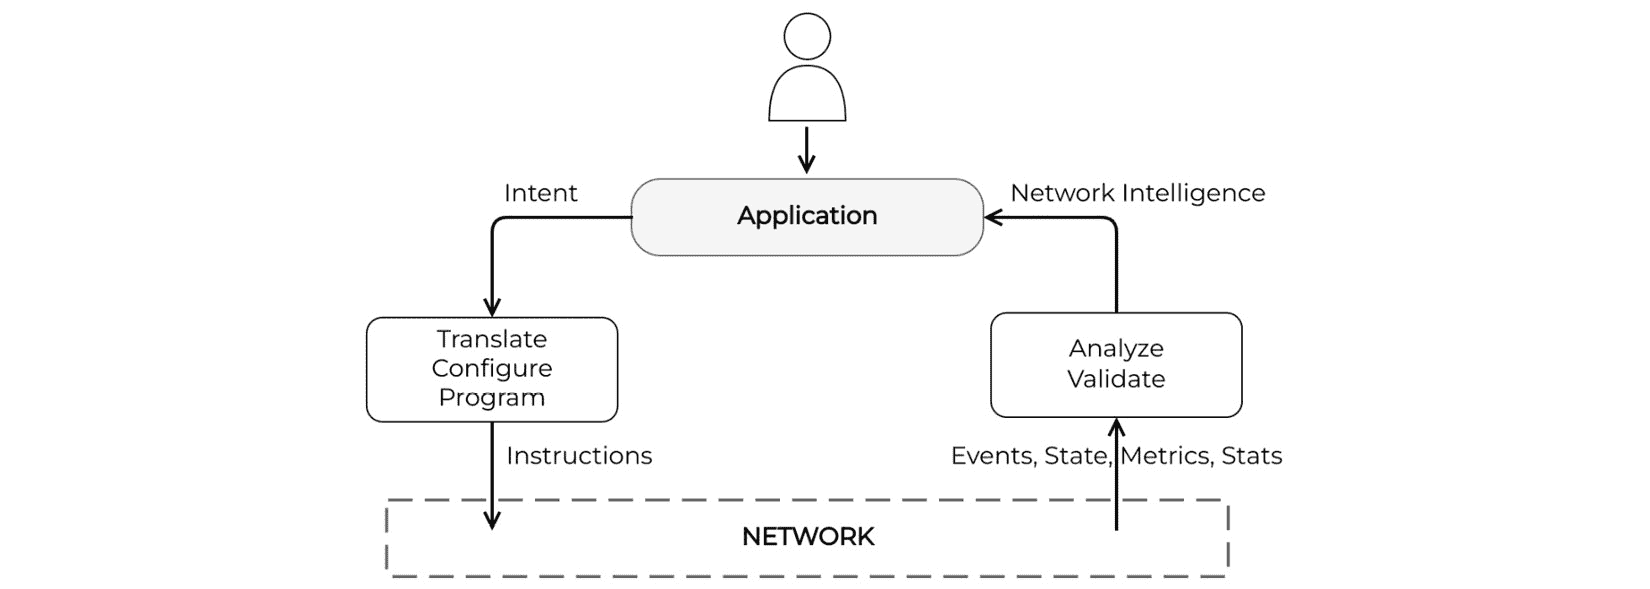 Intent
Network Intelligence
Application
Translate
Configure
Program
Analyze
Validate
Instructions
Events, State, Metrics, Stats
NETWORK